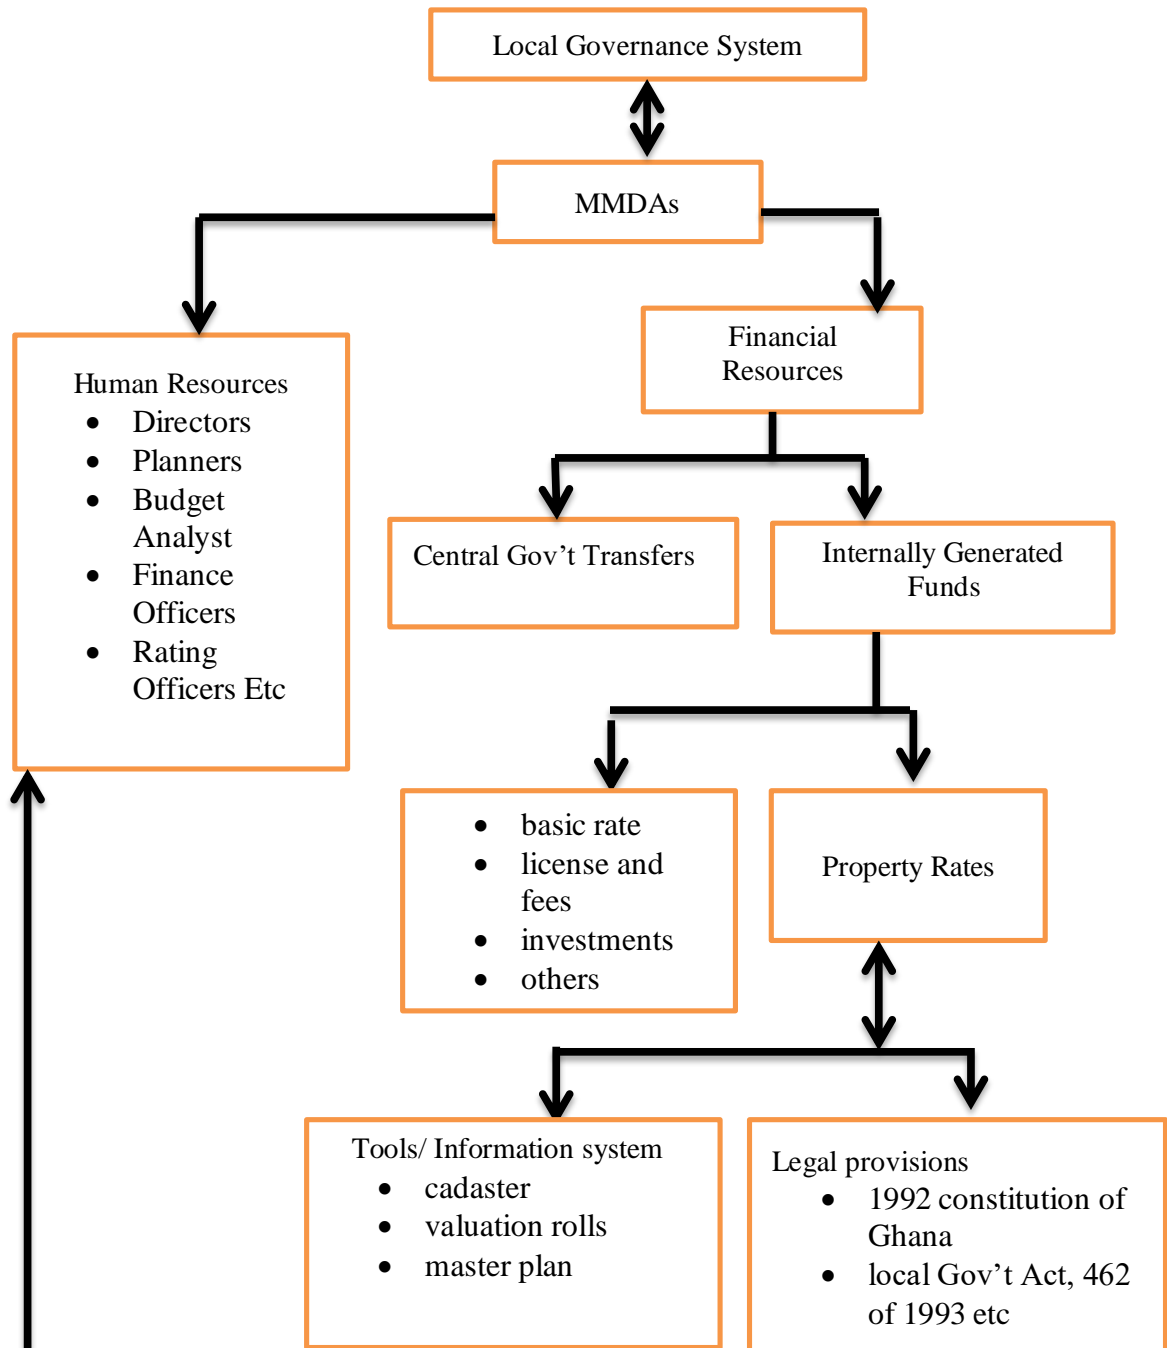 Local Governance System
MMDAs
Financial
Resources
Human Resources
• Directors
• Planners
• Budget
Analyst
• Finance
Officers
• Rating
Officers Etc
Central Gov’t Transfers
Internally Generated
Funds
• basic rate
• license and
fees
• investments
• others
Property Rates
Tools/ Information system
• cadaster
• valuation rolls
• master plan
Legal provisions
• 1992 constitution of
Ghana
• local Gov’t Act, 462
of 1993 etc